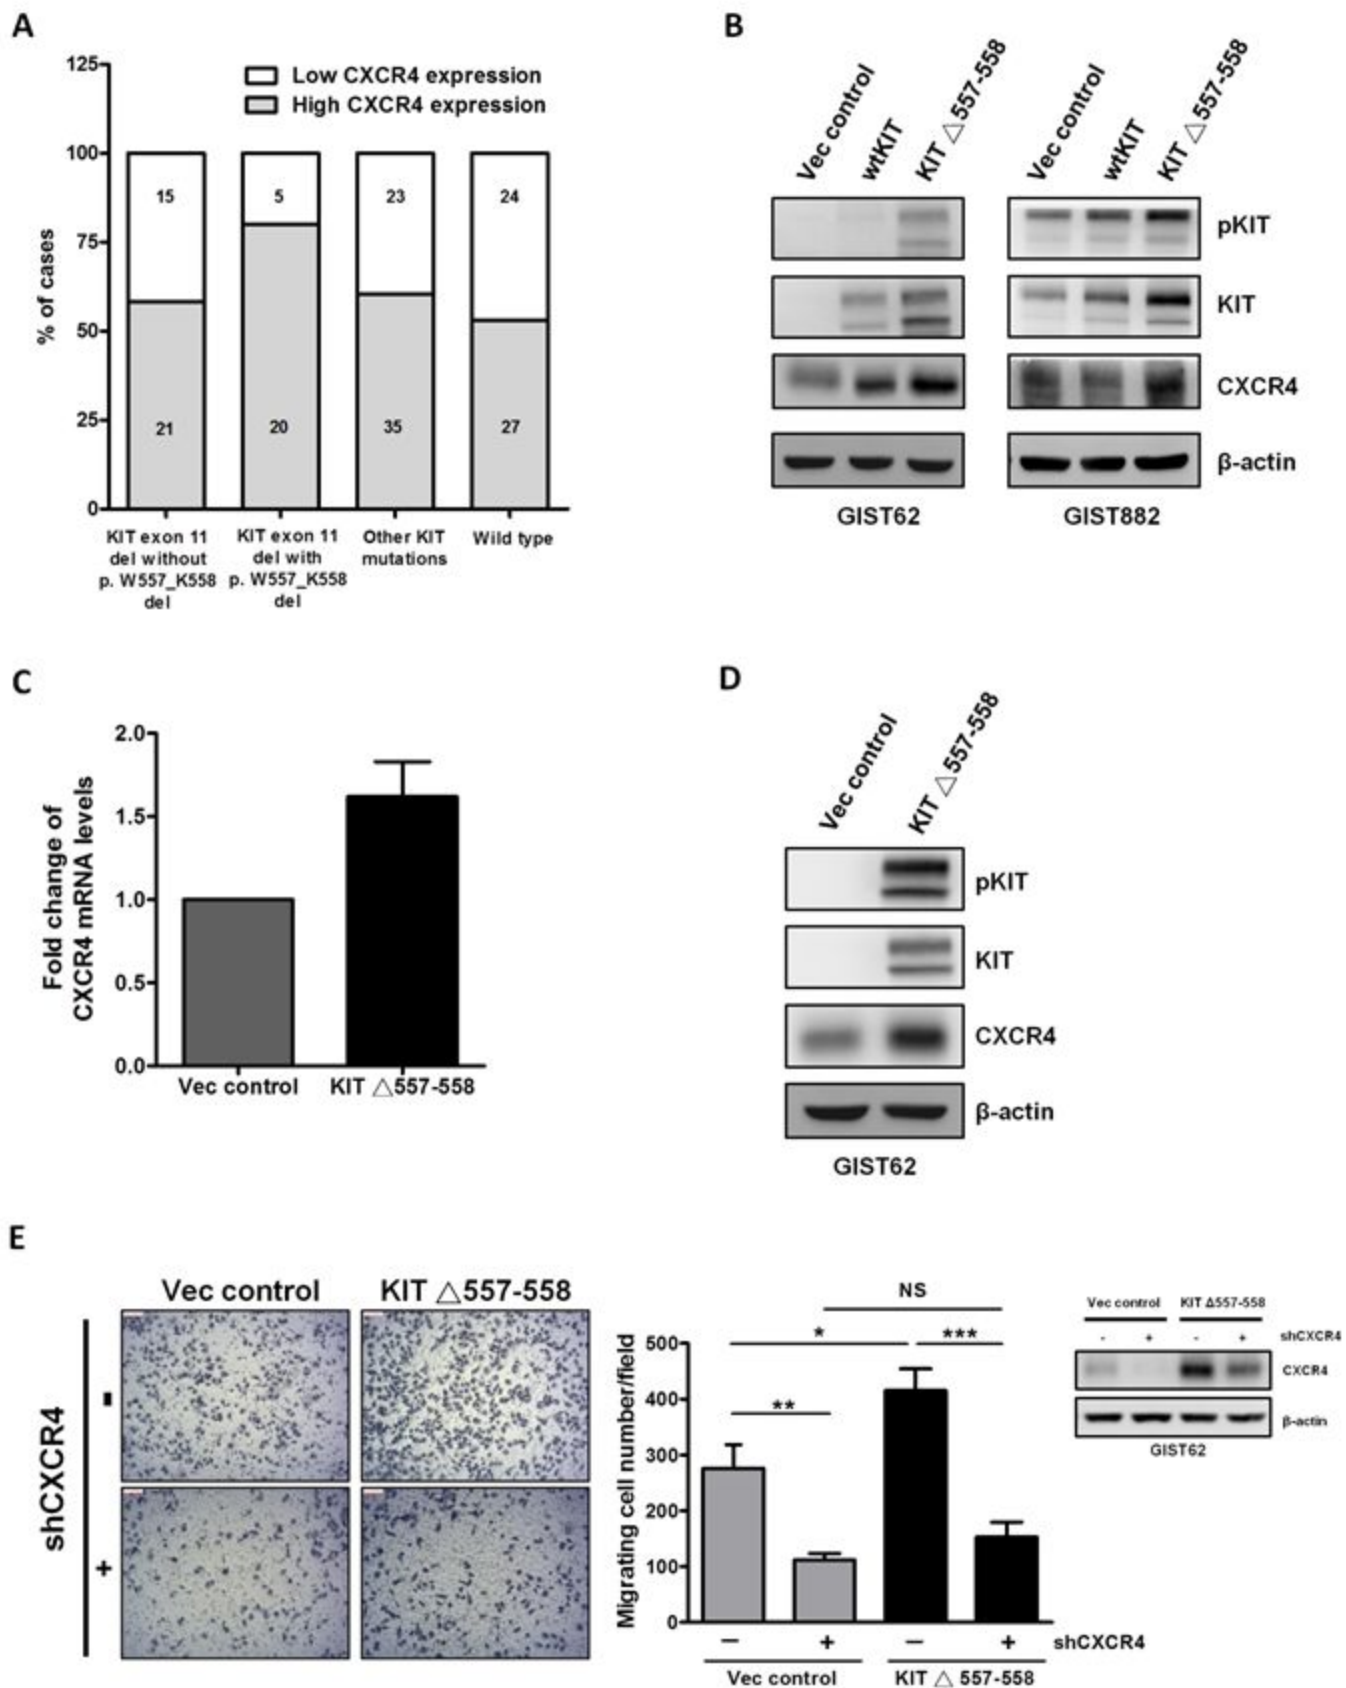 A
125
Low CXCR4 expression
High CXCR4 expression
100
75
50
25
0
% of cases
15
5
23
24
21
20
35
27
KIT exon 11
del without
p. W557_K558
del
KIT exon 11
del with
p. W557_K558
del
Other KIT
mutations
Wild type
B
Vec control
wtKIT
KIT △557-558
Vec control
wtKIT
KIT △557-558
pKIT
KIT
CXCR4
β-actin
GIST62
GIST882
C
2.0
1.5
1.0
0.5
0.0
Fold change of
CXCR4 mRNA levels
Vec control
KIT △557-558
D
Vec control
KIT △557-558
pKIT
KIT
CXCR4
β-actin
GIST62
E
Vec control
KIT △557-558
shCXCR4
-
+
NS
*
***
**
500
400
300
200
100
0
Migrating cell number/field
− + − + shCXCR4
Vec control
KIT △ 557-558
Vec control
KIT Δ557-558
- + - + shCXCR4
CXCR4
β-actin
GIST62